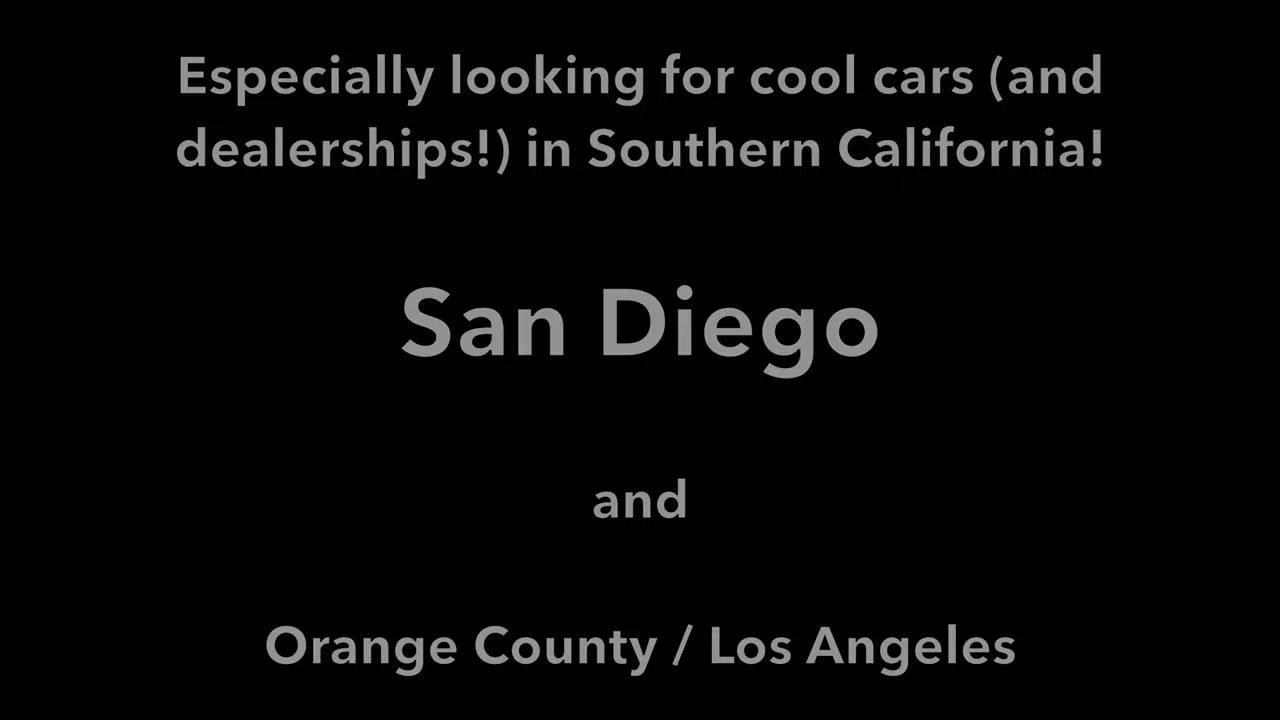 Especially looking for cool cars (and
dealerships!) in Southern California!
San Diego
and
Orange County / Los Angeles